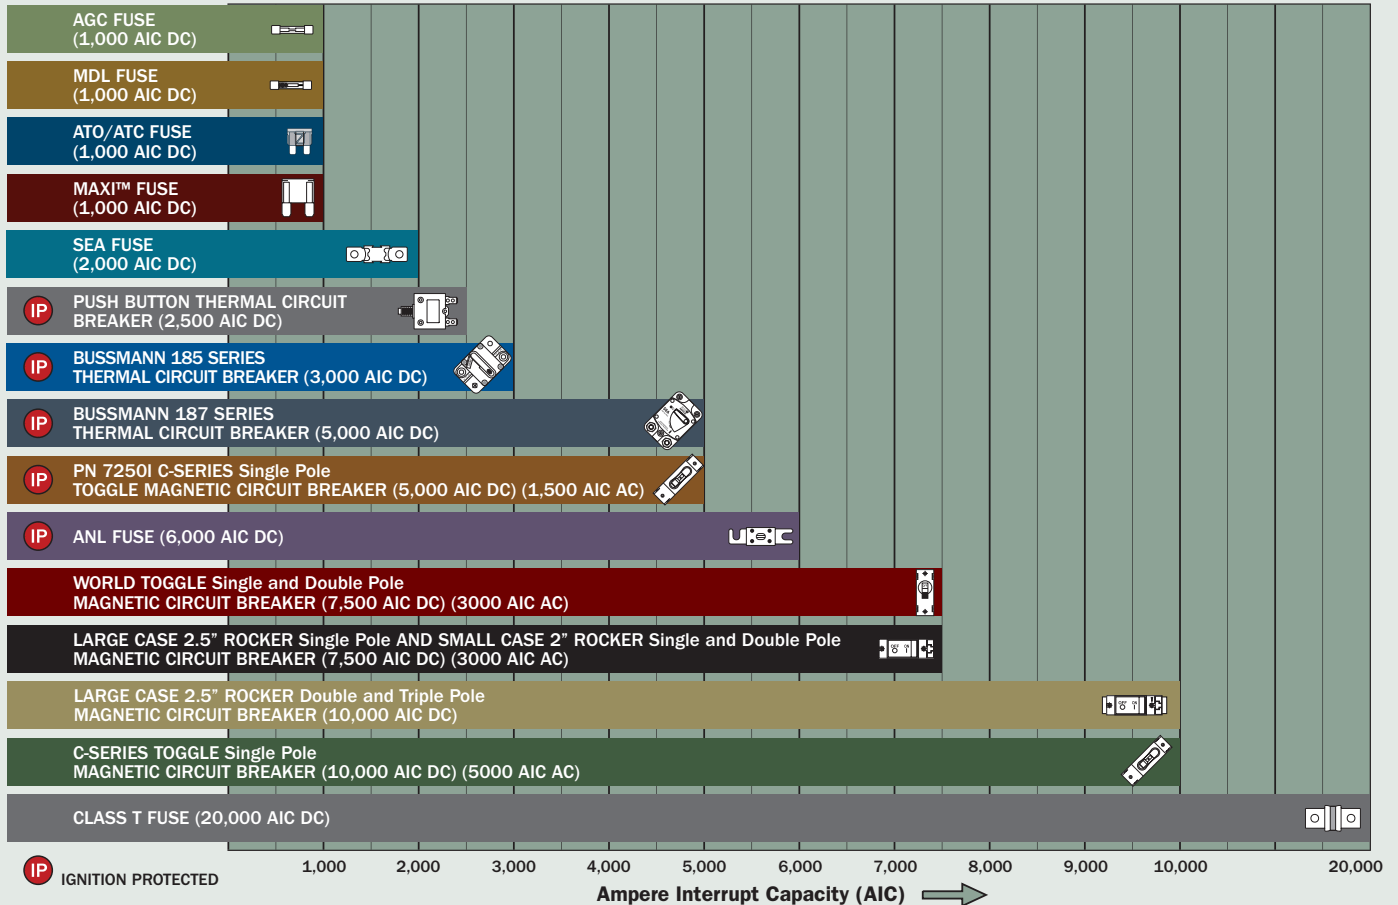 AGC FUSE
(1,000 AIC DC)
MDL FUSE
(1,000 AIC DC)
ATO/ATC FUSE
(1,000 AIC DC)
MAXI™ FUSE
(1,000 AIC DC)
SEA FUSE
(2,000 AIC DC)
IP
PUSH BUTTON THERMAL CIRCUIT
BREAKER (2,500 AIC DC)
IP
BUSSMANN 185 SERIES
THERMAL CIRCUIT BREAKER (3,000 AIC DC)
IP
BUSSMANN 187 SERIES
THERMAL CIRCUIT BREAKER (5,000 AIC DC)
IP
PN 7250I C-SERIES Single Pole
TOGGLE MAGNETIC CIRCUIT BREAKER (5,000 AIC DC) (1,500 AIC AC)
IP
ANL FUSE (6,000 AIC DC)
WORLD TOGGLE Single and Double Pole
MAGNETIC CIRCUIT BREAKER (7,500 AIC DC) (3000 AIC AC)
LARGE CASE 2.5” ROCKER Single Pole AND SMALL CASE 2” ROCKER Single and Double Pole
MAGNETIC CIRCUIT BREAKER (7,500 AIC DC) (3000 AIC AC)
OFF ON
LARGE CASE 2.5” ROCKER Double and Triple Pole
MAGNETIC CIRCUIT BREAKER (10,000 AIC DC)
OFF ON
C-SERIES TOGGLE Single Pole
MAGNETIC CIRCUIT BREAKER (10,000 AIC DC) (5000 AIC AC)
CLASS T FUSE (20,000 AIC DC)
IP IGNITION PROTECTED
1,000 2,000 3,000 4,000 5,000 6,000 7,000 8,000 9,000 10,000 20,000
Ampere Interrupt Capacity (AIC)